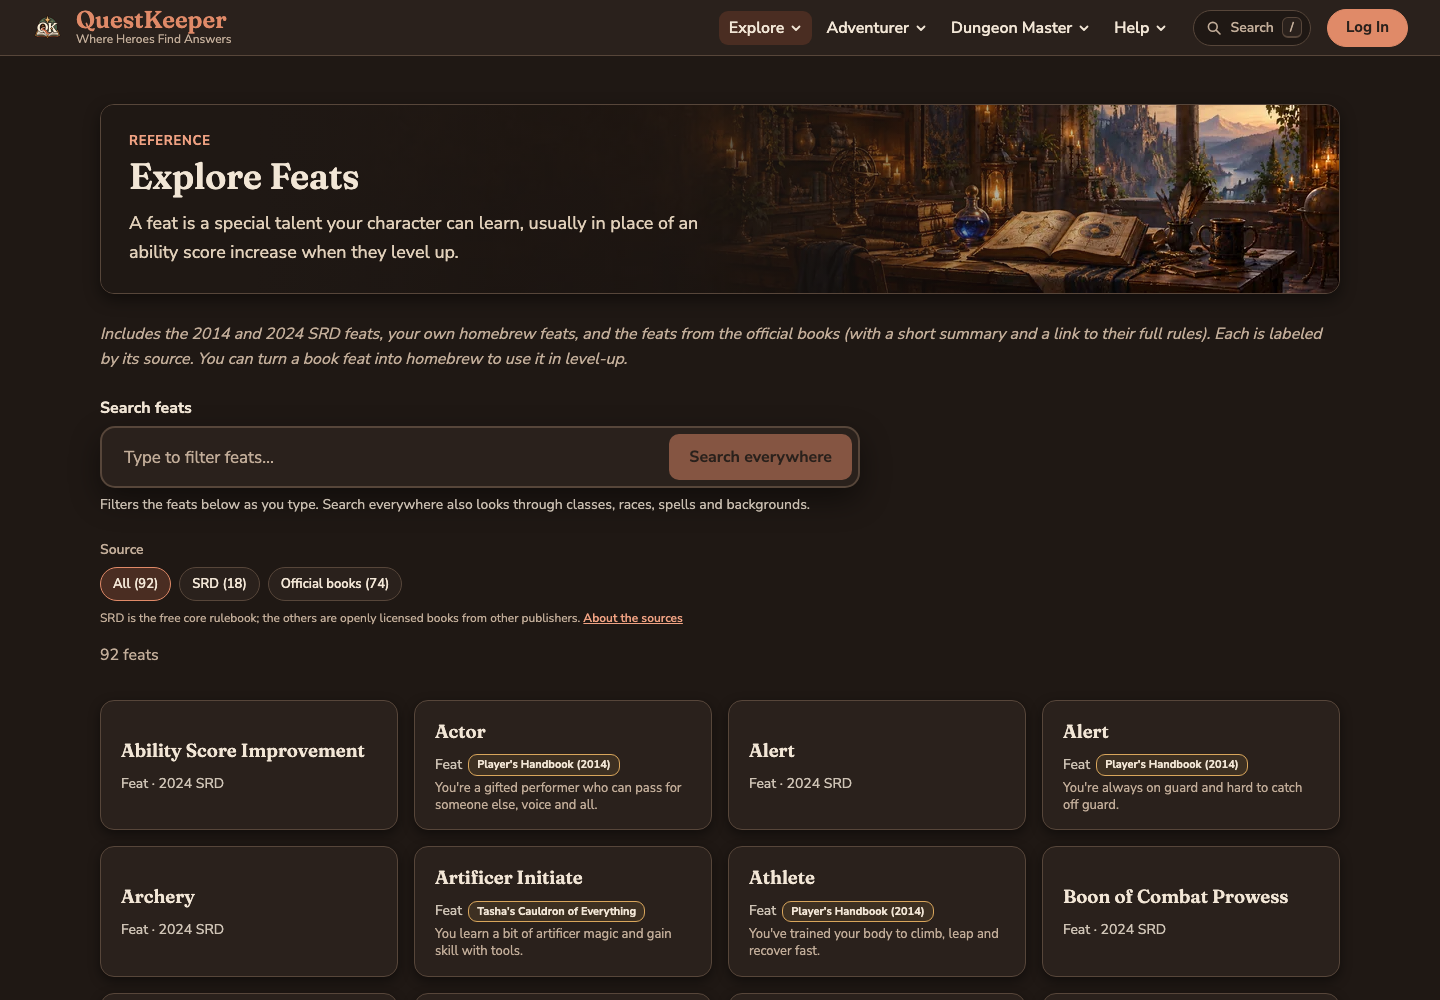 QK
QuestKeeper
Where Heroes Find Answers
Explore
Adventurer
Dungeon Master
Help
Search /
Log In
REFERENCE
Explore Feats
A feat is a special talent your character can learn, usually in place of an
ability score increase when they level up.
Includes the 2014 and 2024 SRD feats, your own homebrew feats, and the feats from the official books (with a short summary and a link to their full rules). Each is labeled
by its source. You can turn a book feat into homebrew to use it in level-up.
Search feats
Type to filter feats...
Search everywhere
Filters the feats below as you type. Search everywhere also looks through classes, races, spells and backgrounds.
Source
All (92)
SRD (18)
Official books (74)
SRD is the free core rulebook; the others are openly licensed books from other publishers. About the sources
92 feats
Ability Score Improvement
Feat · 2024 SRD
Actor
Feat Player's Handbook (2014)
You're a gifted performer who can pass for
someone else, voice and all.
Alert
Feat · 2024 SRD
Alert
Feat Player's Handbook (2014)
You're always on guard and hard to catch
off guard.
Archery
Feat · 2024 SRD
Artificer Initiate
Feat Tasha's Cauldron of Everything
You learn a bit of artificer magic and gain
skill with tools.
Athlete
Feat Player's Handbook (2014)
You've trained your body to climb, leap and
recover fast.
Boon of Combat Prowess
Feat · 2024 SRD